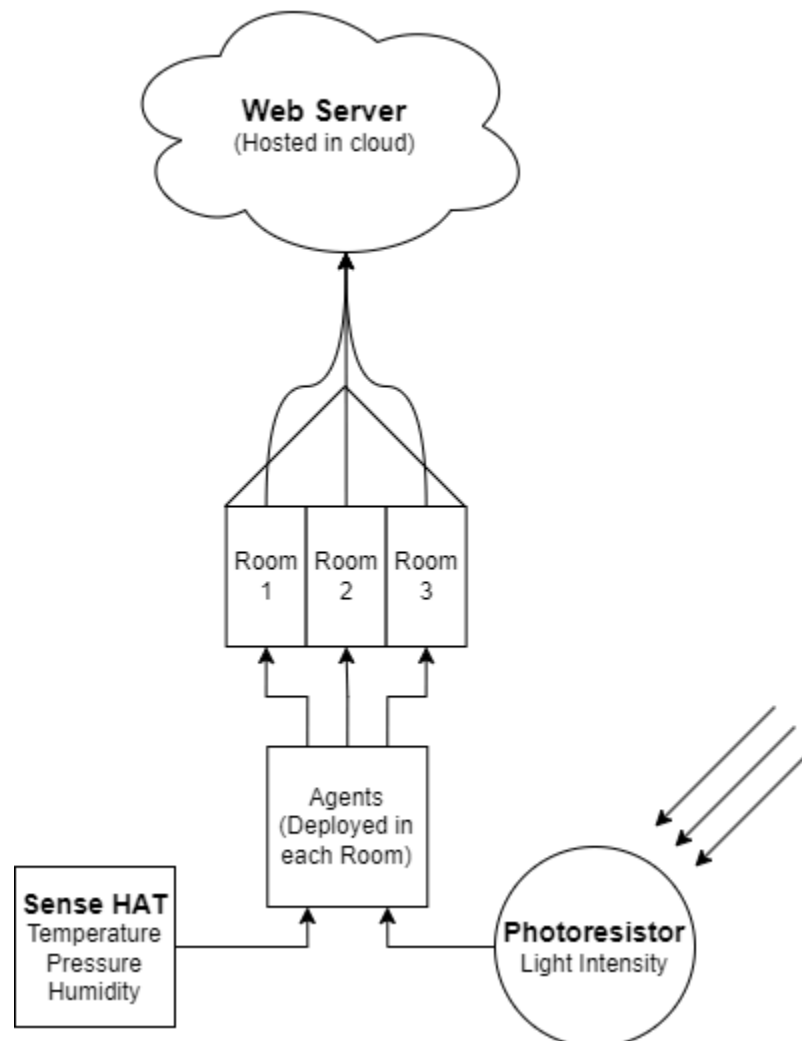 Web Server
(Hosted in cloud)
Room
1
Room
2
Room
3
Agents
(Deployed in
each Room)
Sense HAT
Temperature
Pressure
Humidity
Photoresistor
Light Intensity